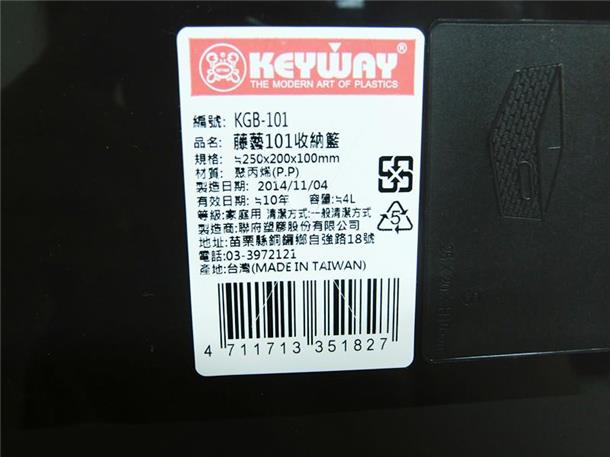 KEYWAY®
THE MODERN ART OF PLASTICS
編號: KGB-101
品名: 藤藝101收納籃
規格: ≒250x200x100mm
材質: 聚丙烯(P.P)
製造日期: 2014/11/04
有效日期: ≒10年 容量:≒4L
等級:家庭用 清潔方式:一般清潔方式
製造商:聯府塑膠股份有限公司
地址:苗栗縣銅鑼鄉自強路18號
電話:03-3972121
產地:台灣(MADE IN TAIWAN)
5
4 711713 351827